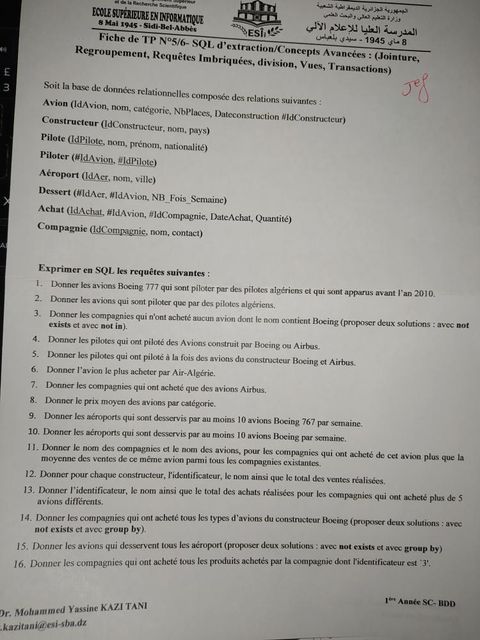 et de la Recherche Scientifique
ECOLE SUPÉRIEURE EN INFORMATIQUE
8 Mai 1945 - Sidi-Bel-Abbès
ESI
الجمهورية الجزائرية الديمقراطية الشعبية
وزارة التعليم العالي والبحث العلمي
المدرسة العليا للإعلام الآلي
8 ماي 1945 - سيدي بلعباس
Fiche de TP N°5/6- SQL d'extraction/Concepts Avancées : (Jointure,
Regroupement, Requêtes Imbriquées, division, Vues, Transactions)
Soit la base de données relationnelles composée des relations suivantes :
Avion (IdAvion, nom, catégorie, NbPlaces, Dateconstruction #IdConstructeur)
Constructeur (IdConstructeur, nom, pays)
Pilote (IdPilote, nom, prénom, nationalité)
Piloter (#IdAvion, #IdPilote)
Aéroport (IdAer, nom, ville)
Dessert (#IdAer, #IdAvion, NB_Fois_Semaine)
Achat (IdAchat, #IdAvion, #IdCompagnie, DateAchat, Quantité)
Compagnie (IdCompagnie, nom, contact)
Exprimer en SQL les requêtes suivantes :
1. Donner les avions Boeing 777 qui sont piloter par des pilotes algériens et qui sont apparus avant l'an 2010.
2. Donner les avions qui sont piloter que par des pilotes algériens.
3. Donner les compagnies qui n'ont acheté aucun avion dont le nom contient Boeing (proposer deux solutions : avec not
exists et avec not in).
4. Donner les pilotes qui ont piloté des Avions construit par Boeing ou Airbus.
5. Donner les pilotes qui ont piloté à la fois des avions du constructeur Boeing et Airbus.
6. Donner l'avion le plus acheter par Air-Algérie.
7. Donner les compagnies qui ont acheté que des avions Airbus.
8. Donner le prix moyen des avions par catégorie.
9. Donner les aéroports qui sont desservis par au moins 10 avions Boeing 767 par semaine.
10. Donner les aéroports qui sont desservis par au moins 10 avions Boeing par semaine.
11. Donner le nom des compagnies et le nom des avions, pour les compagnies qui ont acheté de cet avion plus que la
moyenne des ventes de ce même avion parmi tous les compagnies existantes.
12. Donner pour chaque constructeur, l'identificateur, le nom ainsi que le total des ventes réalisées.
13. Donner l'identificateur, le nom ainsi que le total des achats réalisées pour les compagnies qui ont acheté plus de 5
avions différents.
14. Donner les compagnies qui ont acheté tous les types d'avions du constructeur Boeing (proposer deux solutions : avec
not exists et avec group by).
15. Donner les avions qui desservent tous les aéroport (proposer deux solutions : avec not exists et avec group by)
16. Donner les compagnies qui ont acheté tous les produits achetés par la compagnie dont l'identificateur est '3'.
Dr. Mohammed Yassine KAZI TANI
.kazitani@esi-sba.dz
1ère Année SC- BDD